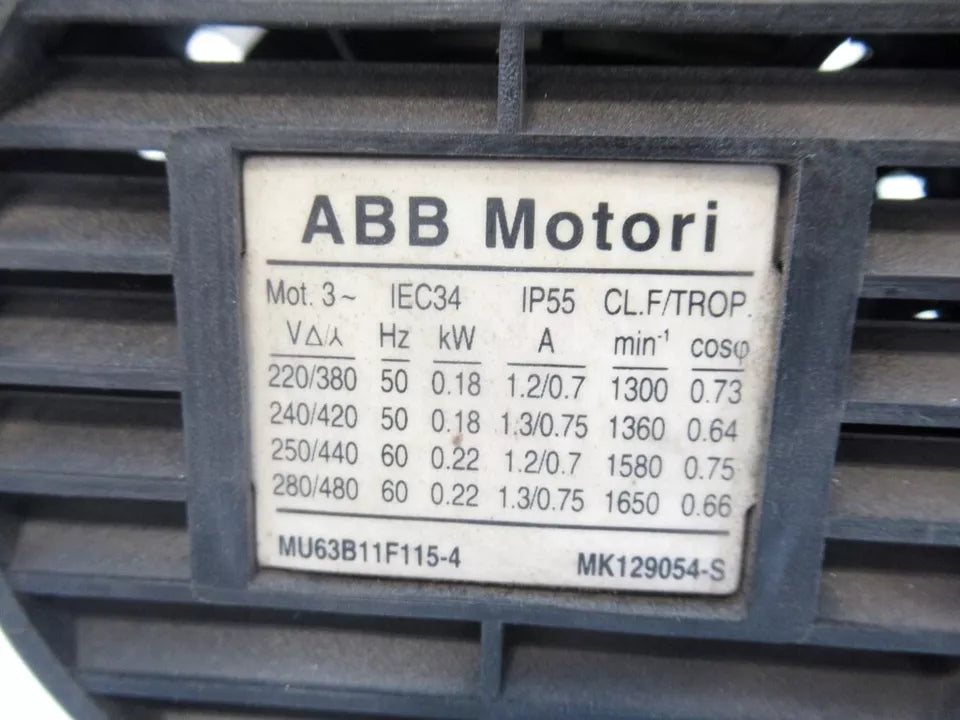 ABB Motori
Mot. 3~ IEC34 IP55 CL.F/TROP.
V△/⅄ Hz kW A min⁻¹ cosφ
220/380 50 0.18 1.2/0.7 1300 0.73
240/420 50 0.18 1.3/0.75 1360 0.64
250/440 60 0.22 1.2/0.7 1580 0.75
280/480 60 0.22 1.3/0.75 1650 0.66
MU63B11F115-4 MK129054-S